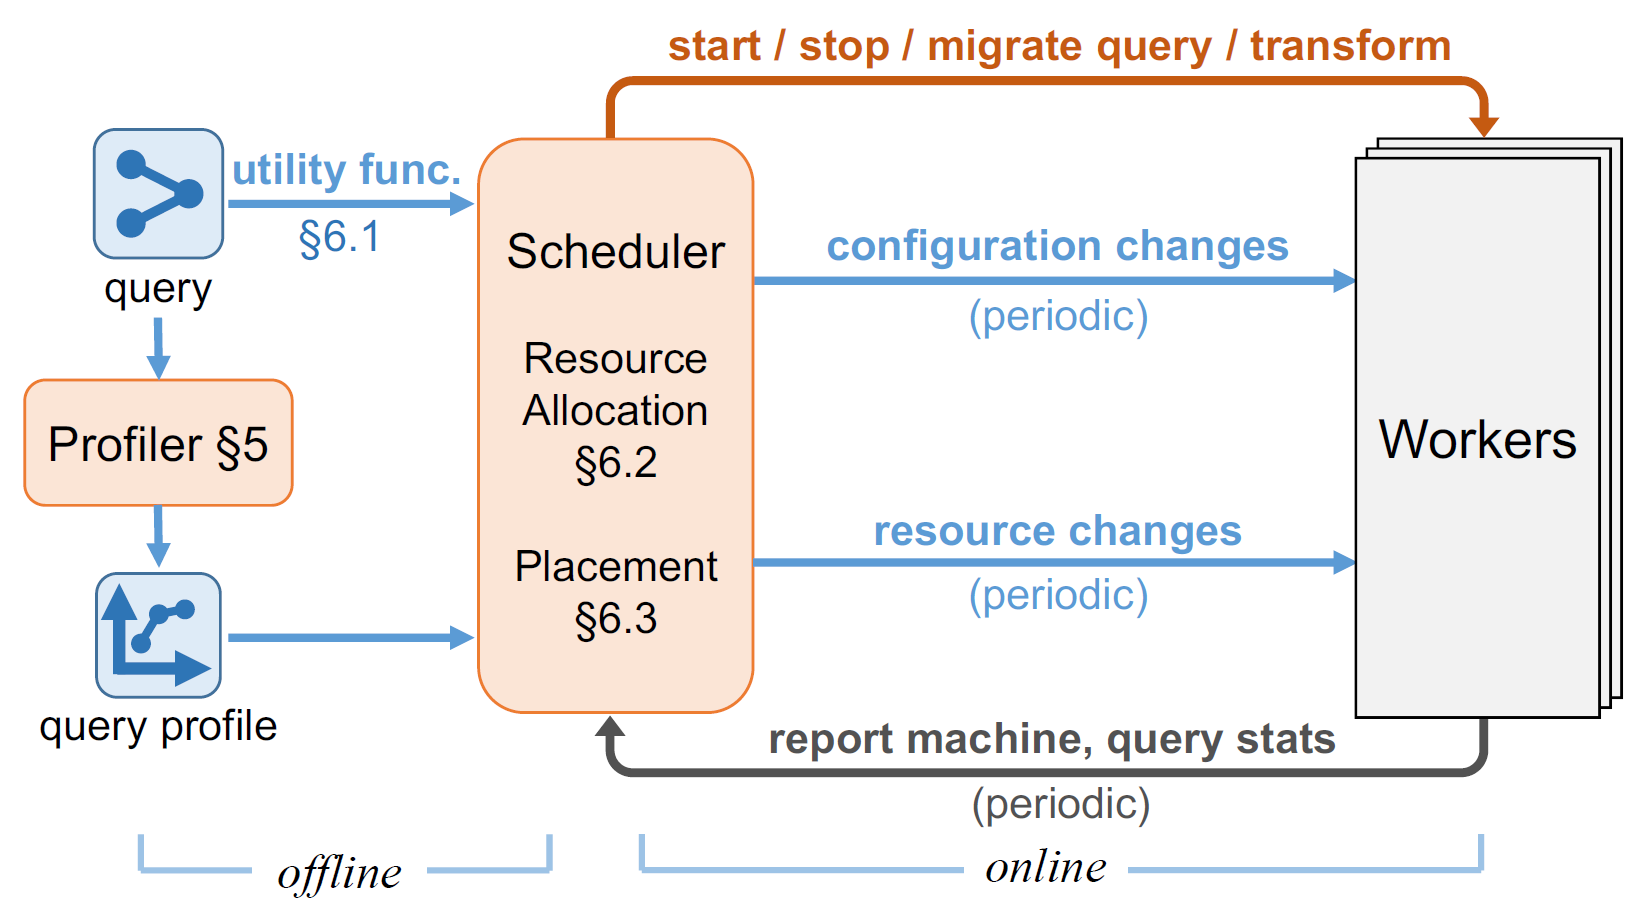 start / stop / migrate query / transform
utility func.
§6.1
query
Profiler §5
query profile
Scheduler
Resource
Allocation
§6.2
Placement
§6.3
configuration changes
(periodic)
resource changes
(periodic)
Workers
report machine, query stats
(periodic)
offline
online